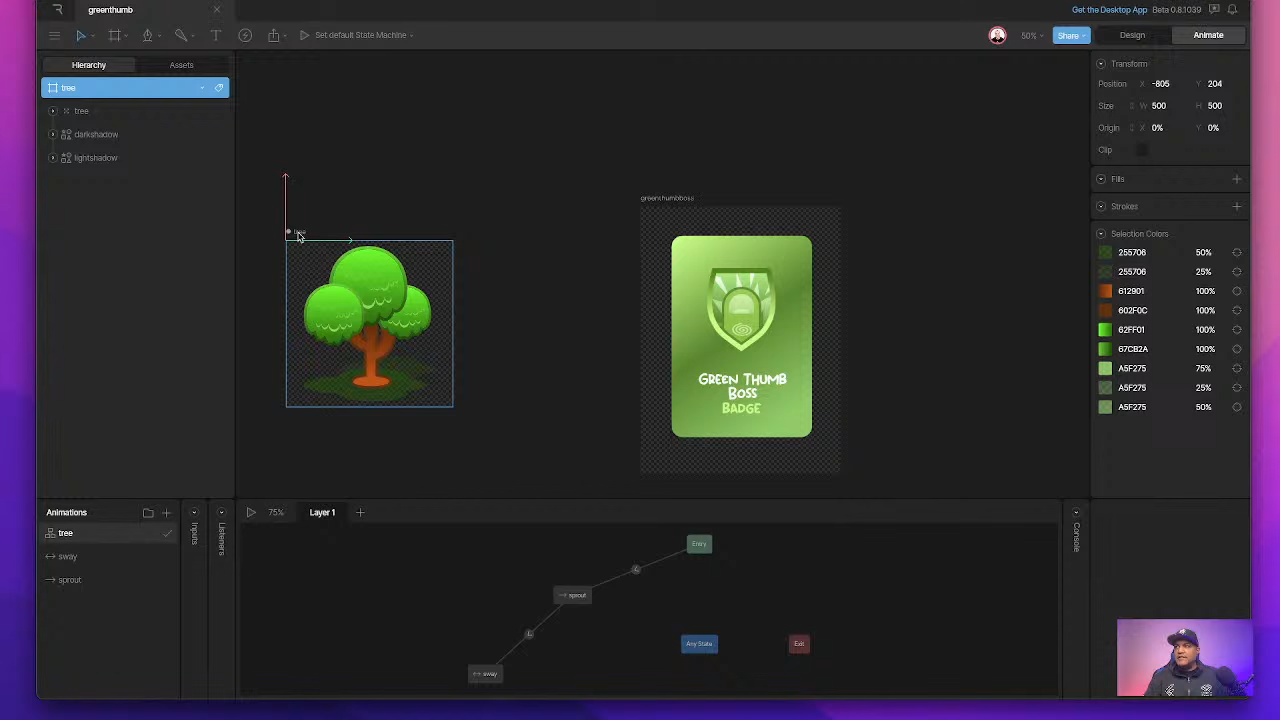 greenthumb
Get the Desktop App
Beta 0.8.1039
Set default State Machine
50%
Share
Design
Animate
Hierarchy
Assets
tree
tree
darkshadow
lightshadow
greenthumbboss
Green Thumb
Boss
Badge
Transform
Position X -805 Y 204
Size W 500 H 500
Origin X 0% Y 0%
Clip
Fills
Strokes
Selection Colors
255706 50%
255706 25%
612901 100%
602F0C 100%
62FF01 100%
67CB2A 100%
A5F275 100%
A5F275 25%
A5F275 50%
Animations
tree
sway
sprout
Inputs
Listeners
75%
Layer 1
Entry
sprout
Any State
Exit
sway
Console